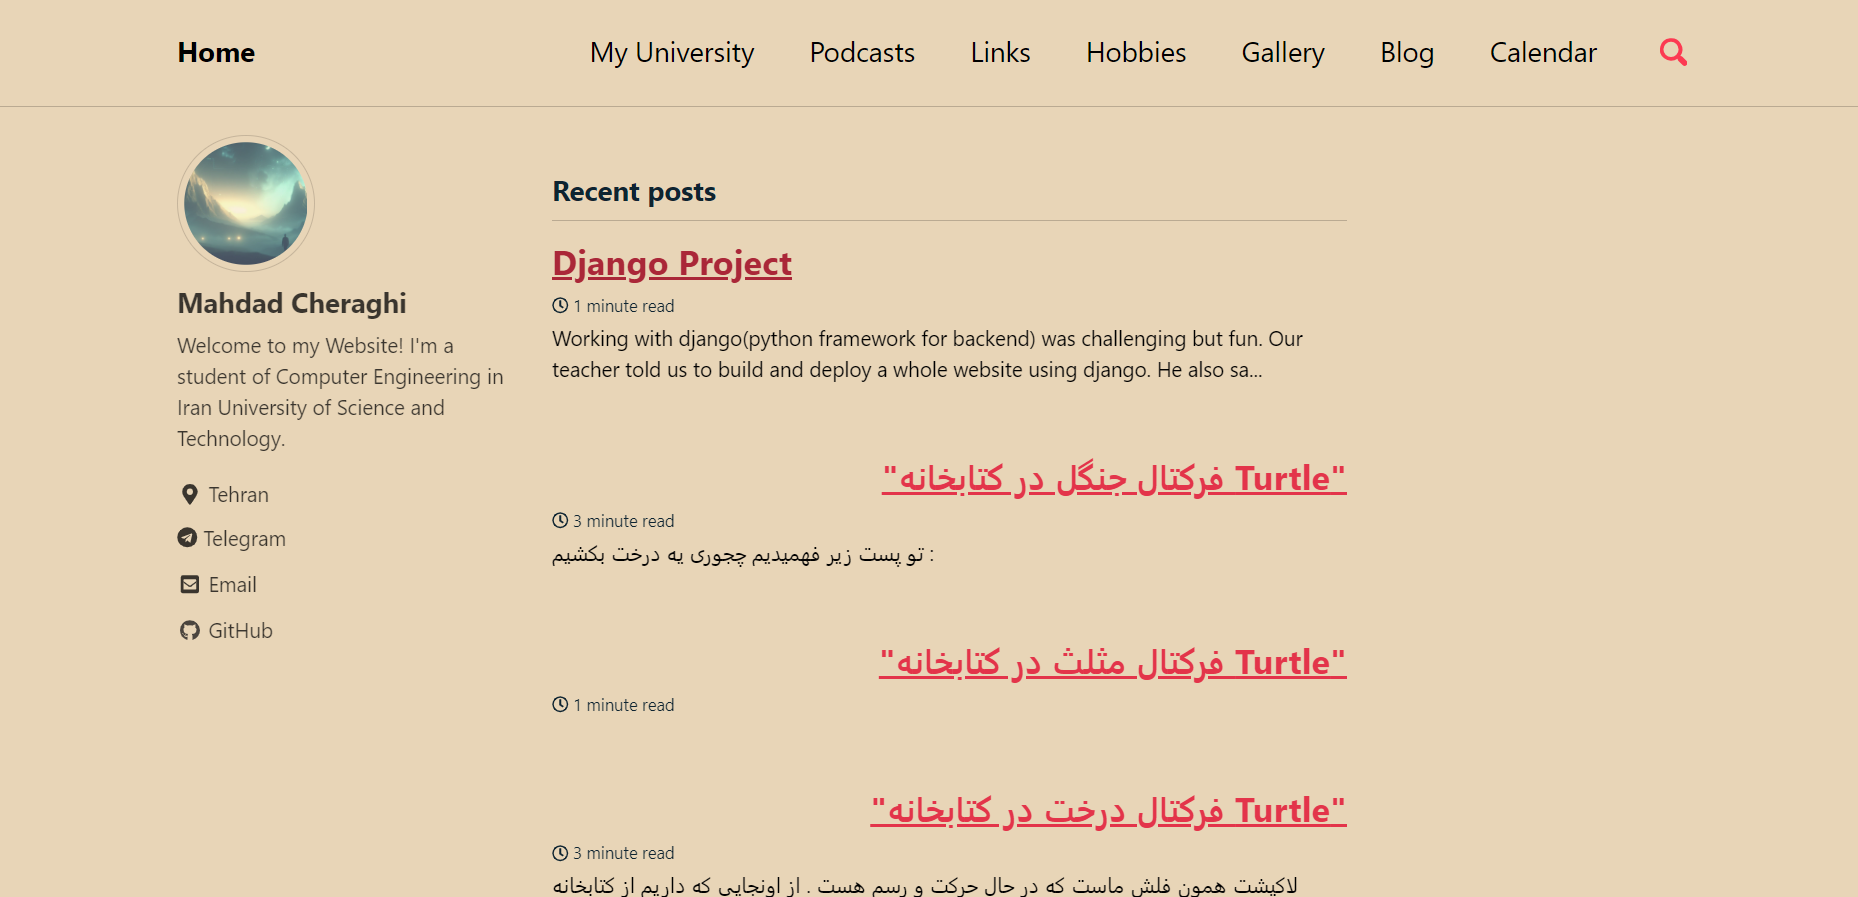 Home
My University
Podcasts
Links
Hobbies
Gallery
Blog
Calendar
Mahdad Cheraghi
Welcome to my Website! I'm a
student of Computer Engineering in
Iran University of Science and
Technology.
Tehran
Telegram
Email
GitHub
Recent posts
Django Project
1 minute read
Working with django(python framework for backend) was challenging but fun. Our
teacher told us to build and deploy a whole website using django. He also sa...
"Turtle فرکتال جنگل در کتابخانه"
3 minute read
تو پست زیر فهمیدیم چجوری یه درخت بکشیم :
"Turtle فرکتال مثلث در کتابخانه"
1 minute read
"Turtle فرکتال درخت در کتابخانه"
3 minute read
لاکپشت همون فلش ماست که در حال حرکت و رسم هست . از اونجایی که داریم از کتابخانه